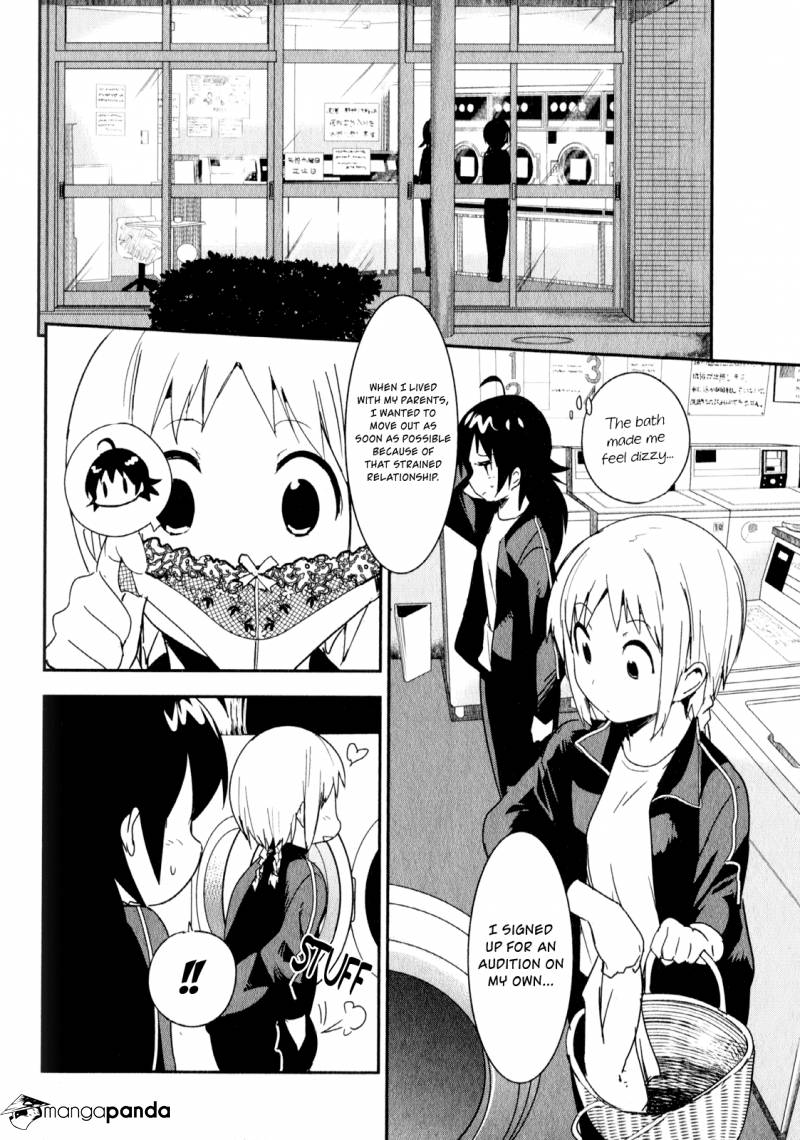 The bath
made me
feel dizzy...
WHEN I LIVED
WITH MY PARENTS,
I WANTED TO
MOVE OUT AS
SOON AS POSSIBLE
BECAUSE OF
THAT STRAINED
RELATIONSHIP.
I SIGNED
UP FOR AN
AUDITION ON
MY OWN...
!!
STUFF
mangapanda